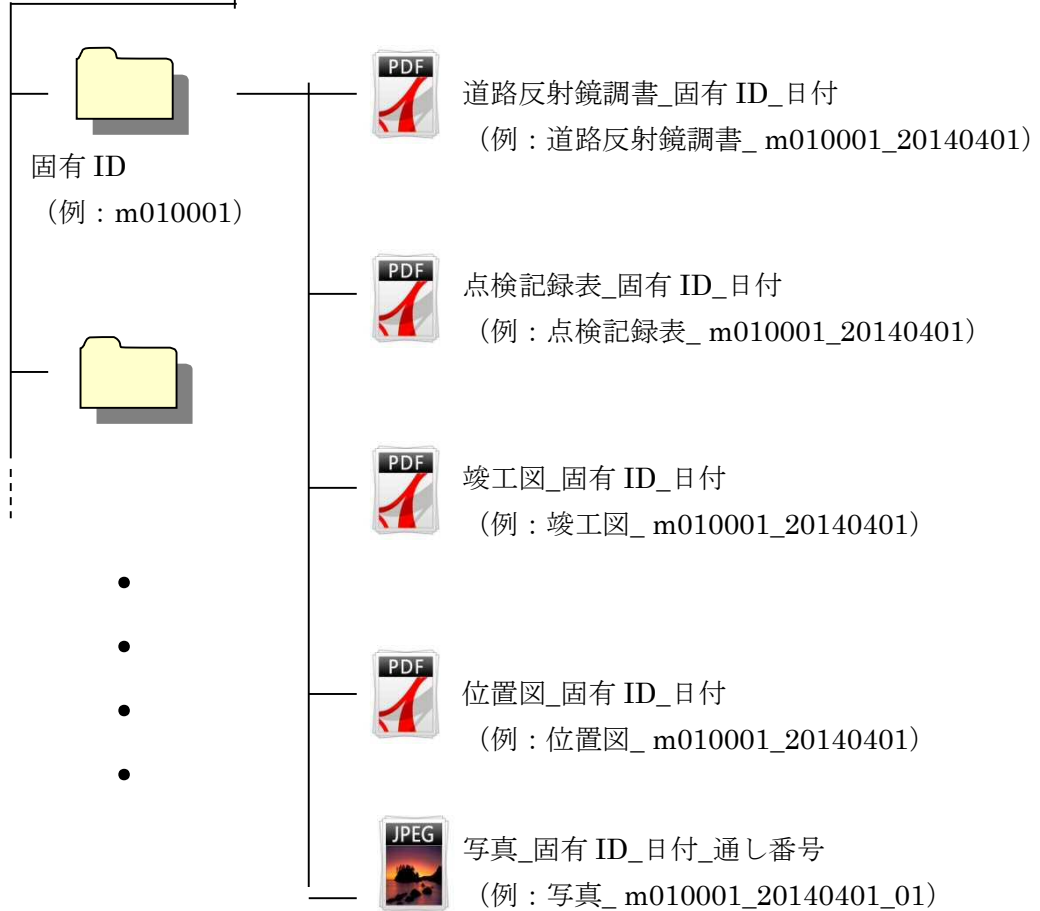 PDF
道路反射鏡調書_固有 ID_日付
（例：道路反射鏡調書_ m010001_20140401）
固有 ID
（例：m010001）
PDF
点検記録表_固有 ID_日付
（例：点検記録表_ m010001_20140401）
PDF
竣工図_固有 ID_日付
（例：竣工図_ m010001_20140401）
PDF
位置図_固有 ID_日付
（例：位置図_ m010001_20140401）
JPEG
写真_固有 ID_日付_通し番号
（例：写真_ m010001_20140401_01）